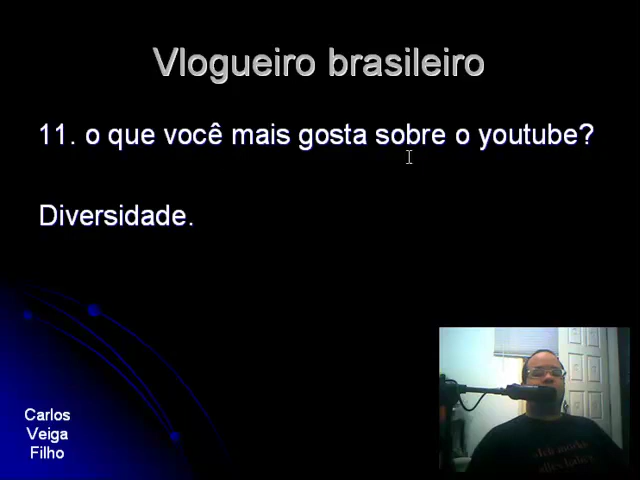 Vlogueiro brasileiro
11. o que você mais gosta sobre o youtube?
Diversidade.
Carlos
Veiga
Filho